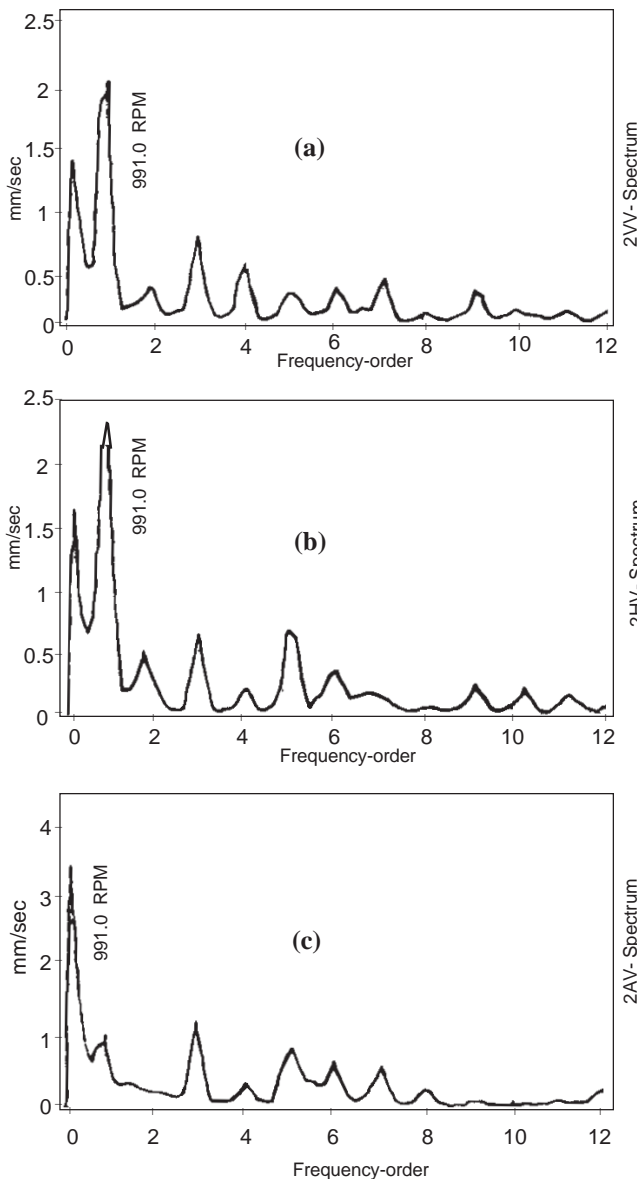 2.5
2
1.5
1
0.5
0
mm/sec
991.0 RPM
(a)
2VV- Spectrum
0 2 4 6 8 10 12
Frequency-order
2.5
2
1.5
1
0.5
0
mm/sec
991.0 RPM
(b)
2HV- Spectrum
0 2 4 6 8 10 12
Frequency-order
4
3
2
1
0
mm/sec
991.0 RPM
(c)
2AV- Spectrum
0 2 4 6 8 10 12
Frequency-order